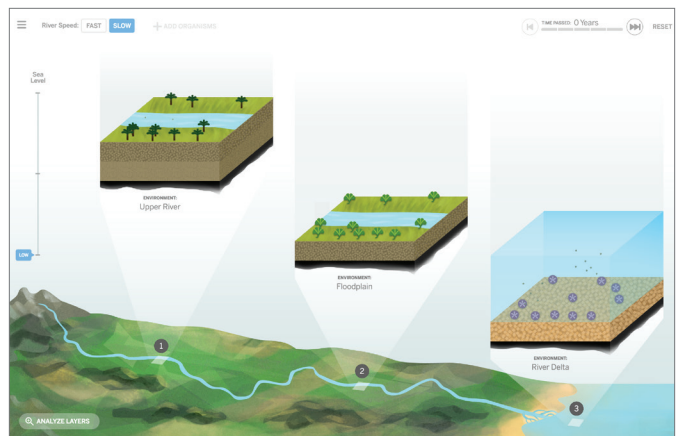 River Speed: FAST SLOW + ADD ORGANISMS TIME PASSED: 0 Years RESET
Sea
Level
ENVIRONMENT:
Upper River
ENVIRONMENT:
Floodplain
LOW
ENVIRONMENT:
River Delta
1
2
3
ANALYZE LAYERS